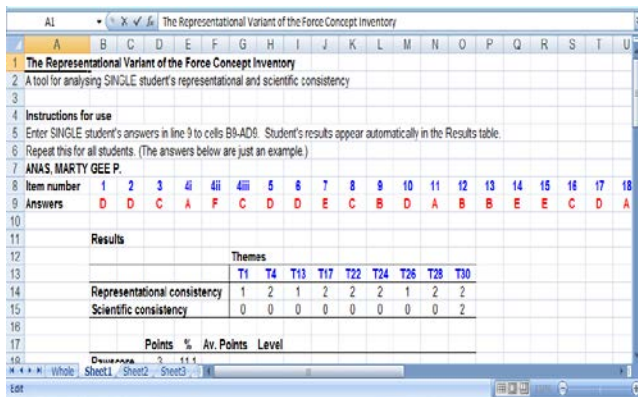 A1 The Representational Variant of the Force Concept Inventory
A B C D E F G H I J K L M N O P Q R S T U
1 The Representational Variant of the Force Concept Inventory
2 A tool for analysing SINGLE student's representational and scientific consistency
3
4 Instructions for use
5 Enter SINGLE student's answers in line 9 to cells B9-AD9. Student's results appear automatically in the Results table.
6 Repeat this for all students. (The answers below are just an example.)
7 ANAS, MARTY GEE P.
8 Item number 1 2 3 4i 4ii 4iii 5 6 7 8 9 10 11 12 13 14 15 16 17 18
9 Answers D D C A F C D D E C B D A B B E E C D A
10
11 Results
12 Themes
13 T1 T4 T13 T17 T22 T24 T26 T28 T30
14 Representational consistency 1 2 1 2 2 2 1 2 2
15 Scientific consistency 0 0 0 0 0 0 0 0 2
16
17 Points % Av. Points Level
18 Rawscore 3 11.1
Whole Sheet1 Sheet2 Sheet3
Edit